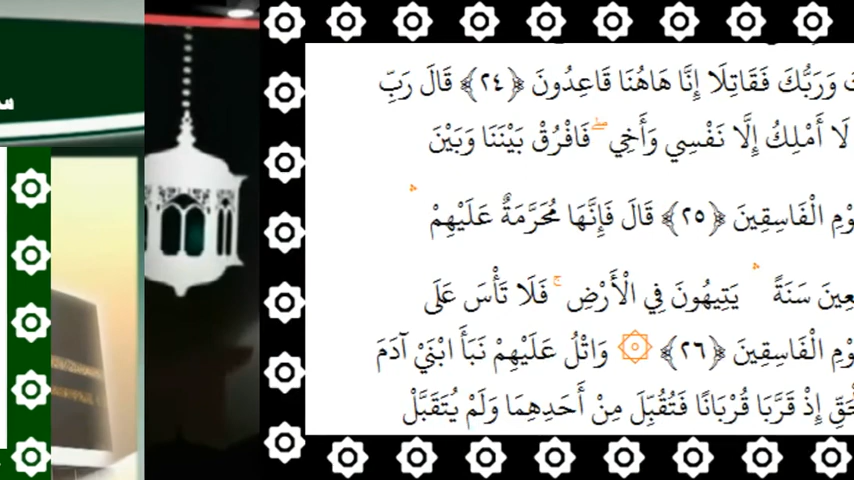 وَرَبُّكَ فَقَاتِلَا إِنَّا هَاهُنَا قَاعِدُونَ ﴿٢٤﴾ قَالَ رَبِّ
لَا أَمْلِكُ إِلَّا نَفْسِي وَأَخِي ۖ فَافْرُقْ بَيْنَنَا وَبَيْنَ
الْفَاسِقِينَ ﴿٢٥﴾ قَالَ فَإِنَّهَا مُحَرَّمَةٌ عَلَيْهِمْ ۛ
سَنَةً ۛ يَتِيهُونَ فِي الْأَرْضِ ۚ فَلَا تَأْسَ عَلَى
الْفَاسِقِينَ ﴿٢٦﴾ ۞ وَاتْلُ عَلَيْهِمْ نَبَأَ ابْنَيْ آدَمَ
إِذْ قَرَّبَا قُرْبَانًا فَتُقُبِّلَ مِنْ أَحَدِهِمَا وَلَمْ يُتَقَبَّلْ